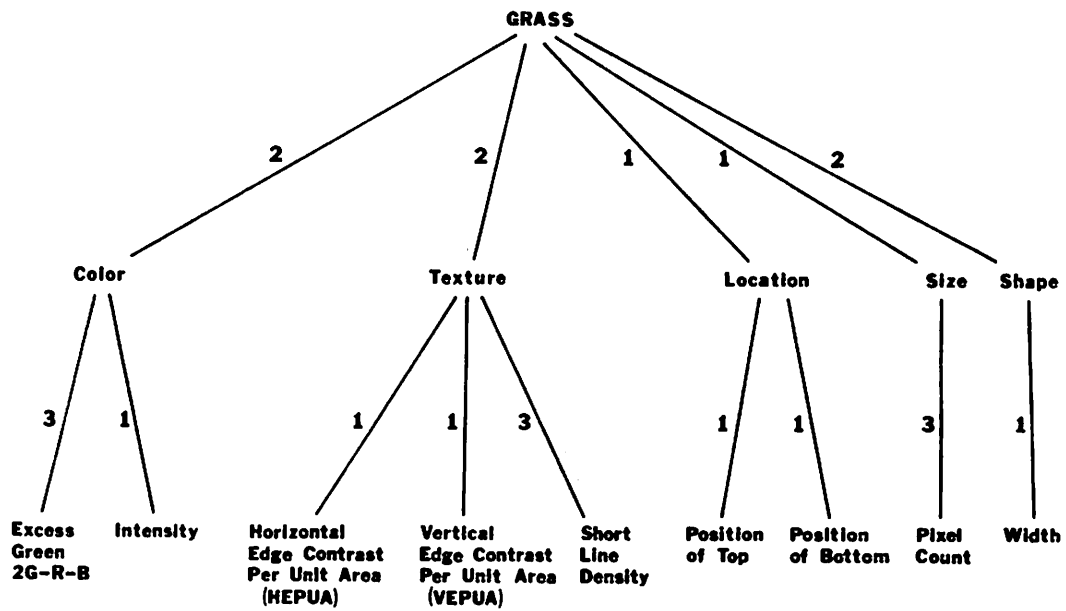 GRASS
2 2 1 1 2
Color Texture Location Size Shape
3 1 1 1 3 1 1 3 1
Excess
Green
2G-R-B
Intensity
Horizontal
Edge Contrast
Per Unit Area
(HEPUA)
Vertical
Edge Contrast
Per Unit Area
(VEPUA)
Short
Line
Density
Position
of Top
Position
of Bottom
Pixel
Count
Width